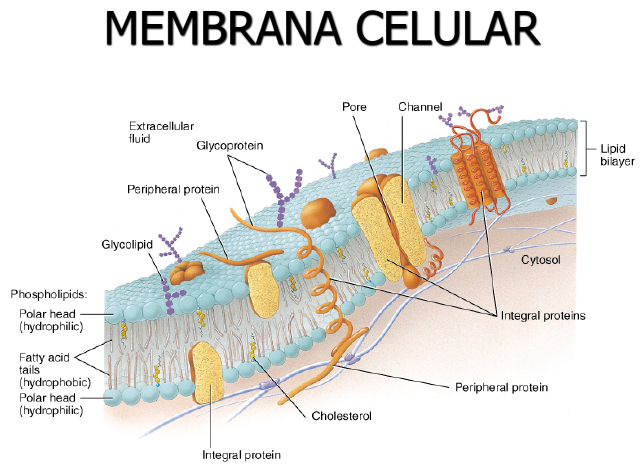 MEMBRANA CELULAR
Pore
Channel
Extracellular
fluid
Glycoprotein
Lipid
bilayer
Peripheral protein
Glycolipid
Cytosol
Phospholipids:
Polar head
(hydrophilic)
Integral proteins
Fatty acid
tails
(hydrophobic)
Polar head
(hydrophilic)
Peripheral protein
Cholesterol
Integral protein